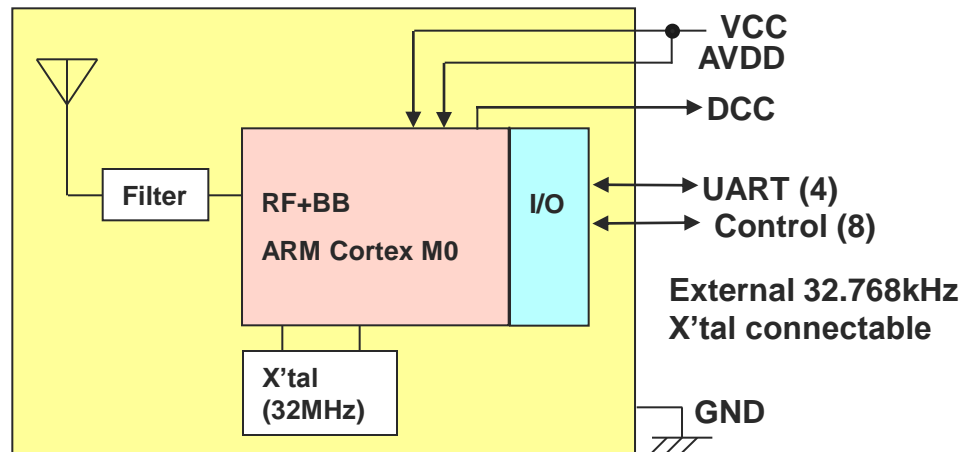 VCC
AVDD
DCC
Filter
RF+BB
ARM Cortex M0
I/O
UART (4)
Control (8)
External 32.768kHz
X'tal connectable
X'tal
(32MHz)
GND